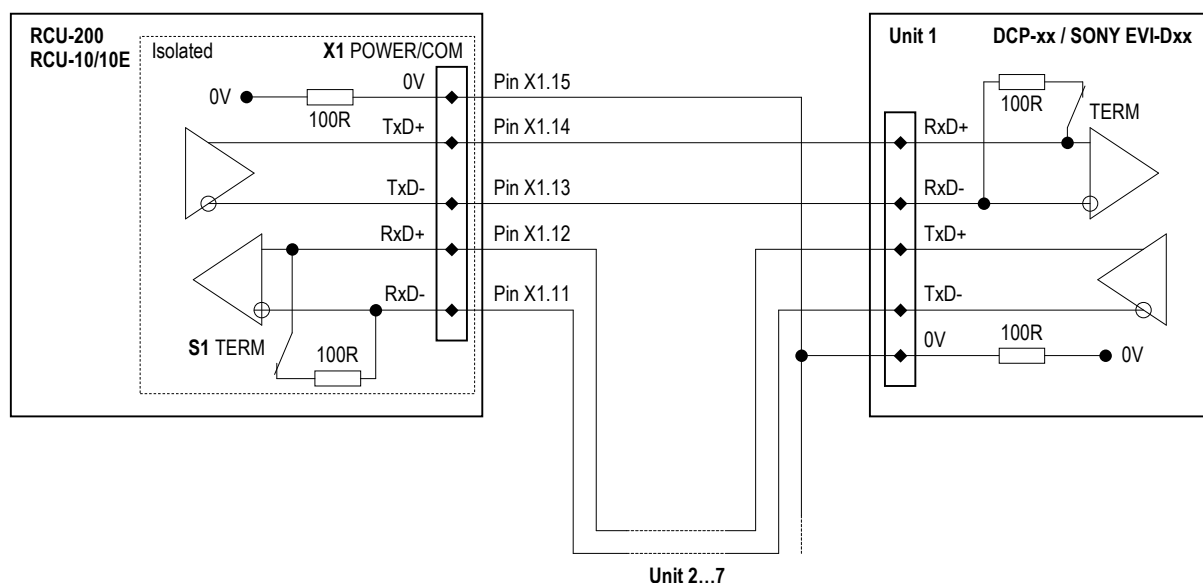 RCU-200
RCU-10/10E
Isolated
X1 POWER/COM
0V
0V
100R
Pin X1.15
TxD+
Pin X1.14
TxD-
Pin X1.13
RxD+
Pin X1.12
RxD-
Pin X1.11
S1 TERM
100R
Unit 1
DCP-xx / SONY EVI-Dxx
100R
TERM
RxD+
RxD-
TxD+
TxD-
0V
100R
0V
Unit 2...7